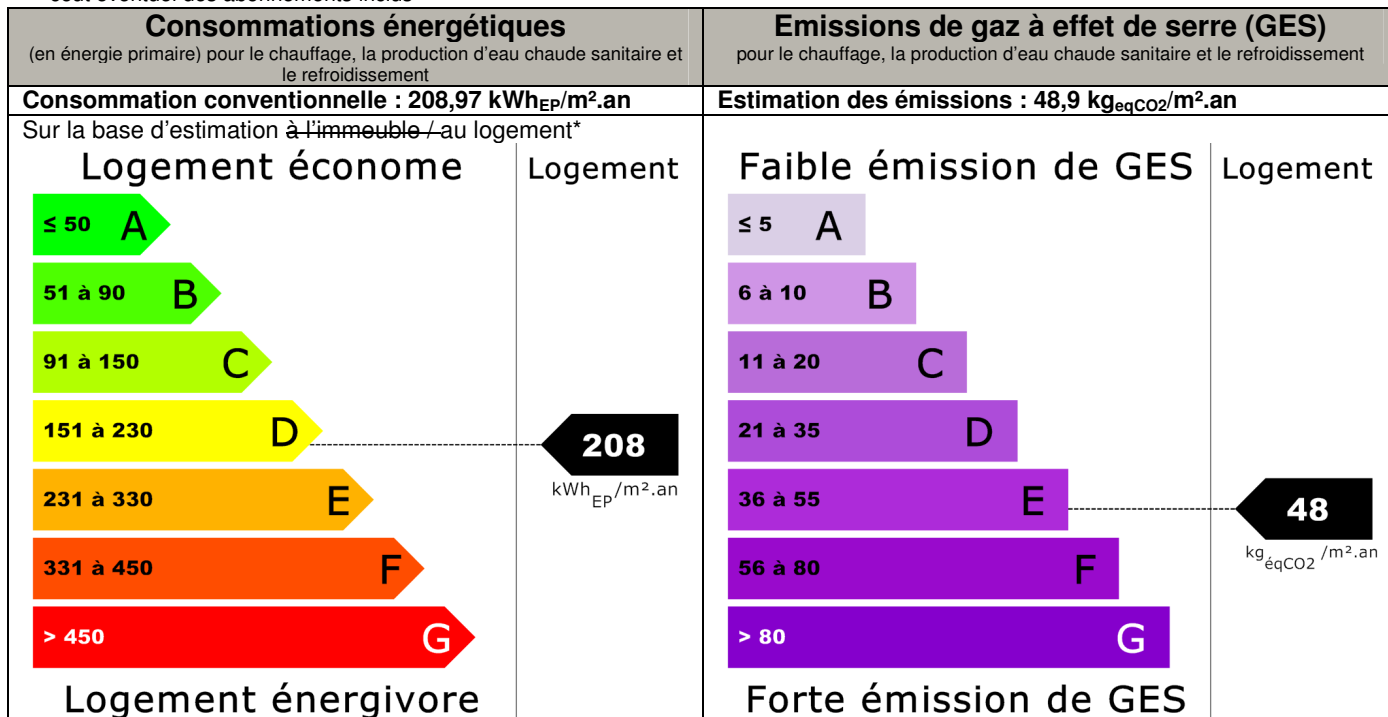 coût éventuel des abonnements inclus
Consommations énergétiques
(en énergie primaire) pour le chauffage, la production d'eau chaude sanitaire et
le refroidissement
Emissions de gaz à effet de serre (GES)
pour le chauffage, la production d'eau chaude sanitaire et le refroidissement
Consommation conventionnelle : 208,97 kWhEP/m².an
Estimation des émissions : 48,9 kgeqCO2/m².an
Sur la base d'estimation à l'immeuble / au logement*
Logement économe
Logement
≤ 50 A
51 à 90 B
91 à 150 C
151 à 230 D
208
kWhEP/m².an
231 à 330 E
331 à 450 F
> 450 G
Logement énergivore
Faible émission de GES
Logement
≤ 5 A
6 à 10 B
11 à 20 C
21 à 35 D
36 à 55 E
48
kgéqCO2 /m².an
56 à 80 F
> 80 G
Forte émission de GES